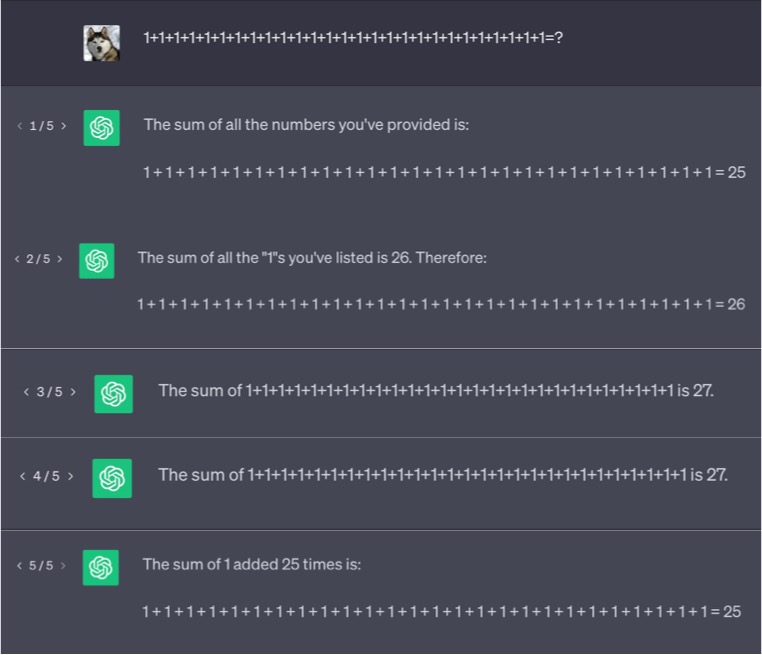 1+1+1+1+1+1+1+1+1+1+1+1+1+1+1+1+1+1+1+1+1+1+1+1+1+1+1=?
< 1/5 >
The sum of all the numbers you've provided is:
1+1+1+1+1+1+1+1+1+1+1+1+1+1+1+1+1+1+1+1+1+1+1+1+1+1=25
< 2/5 >
The sum of all the "1"s you've listed is 26. Therefore:
1+1+1+1+1+1+1+1+1+1+1+1+1+1+1+1+1+1+1+1+1+1+1+1+1+1+1=26
< 3/5 >
The sum of 1+1+1+1+1+1+1+1+1+1+1+1+1+1+1+1+1+1+1+1+1+1+1+1+1+1+1 is 27.
< 4/5 >
The sum of 1+1+1+1+1+1+1+1+1+1+1+1+1+1+1+1+1+1+1+1+1+1+1+1+1+1+1 is 27.
< 5/5 >
The sum of 1 added 25 times is:
1+1+1+1+1+1+1+1+1+1+1+1+1+1+1+1+1+1+1+1+1+1+1+1+1+1=25